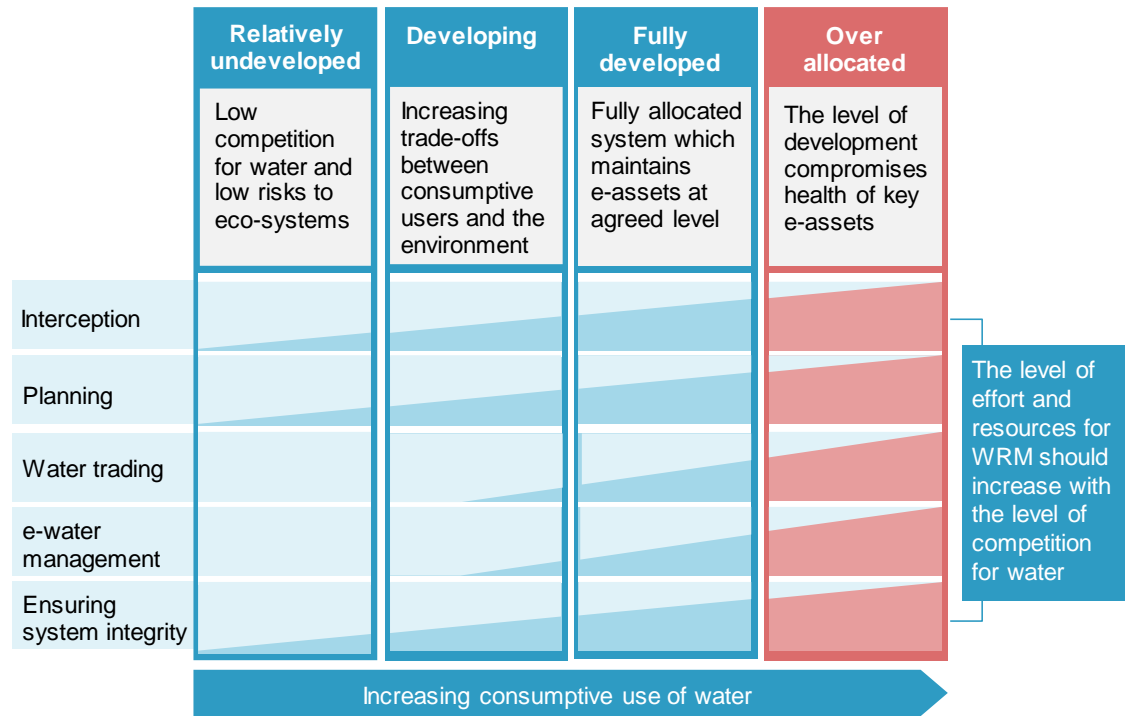 Relatively
undeveloped
Developing
Fully
developed
Over
allocated
Low
competition
for water and
low risks to
eco-systems
Increasing
trade-offs
between
consumptive
users and the
environment
Fully allocated
system which
maintains
e-assets at
agreed level
The level of
development
compromises
health of key
e-assets
Interception
Planning
Water trading
e-water
management
Ensuring
system integrity
The level of
effort and
resources for
WRM should
increase with
the level of
competition
for water
Increasing consumptive use of water